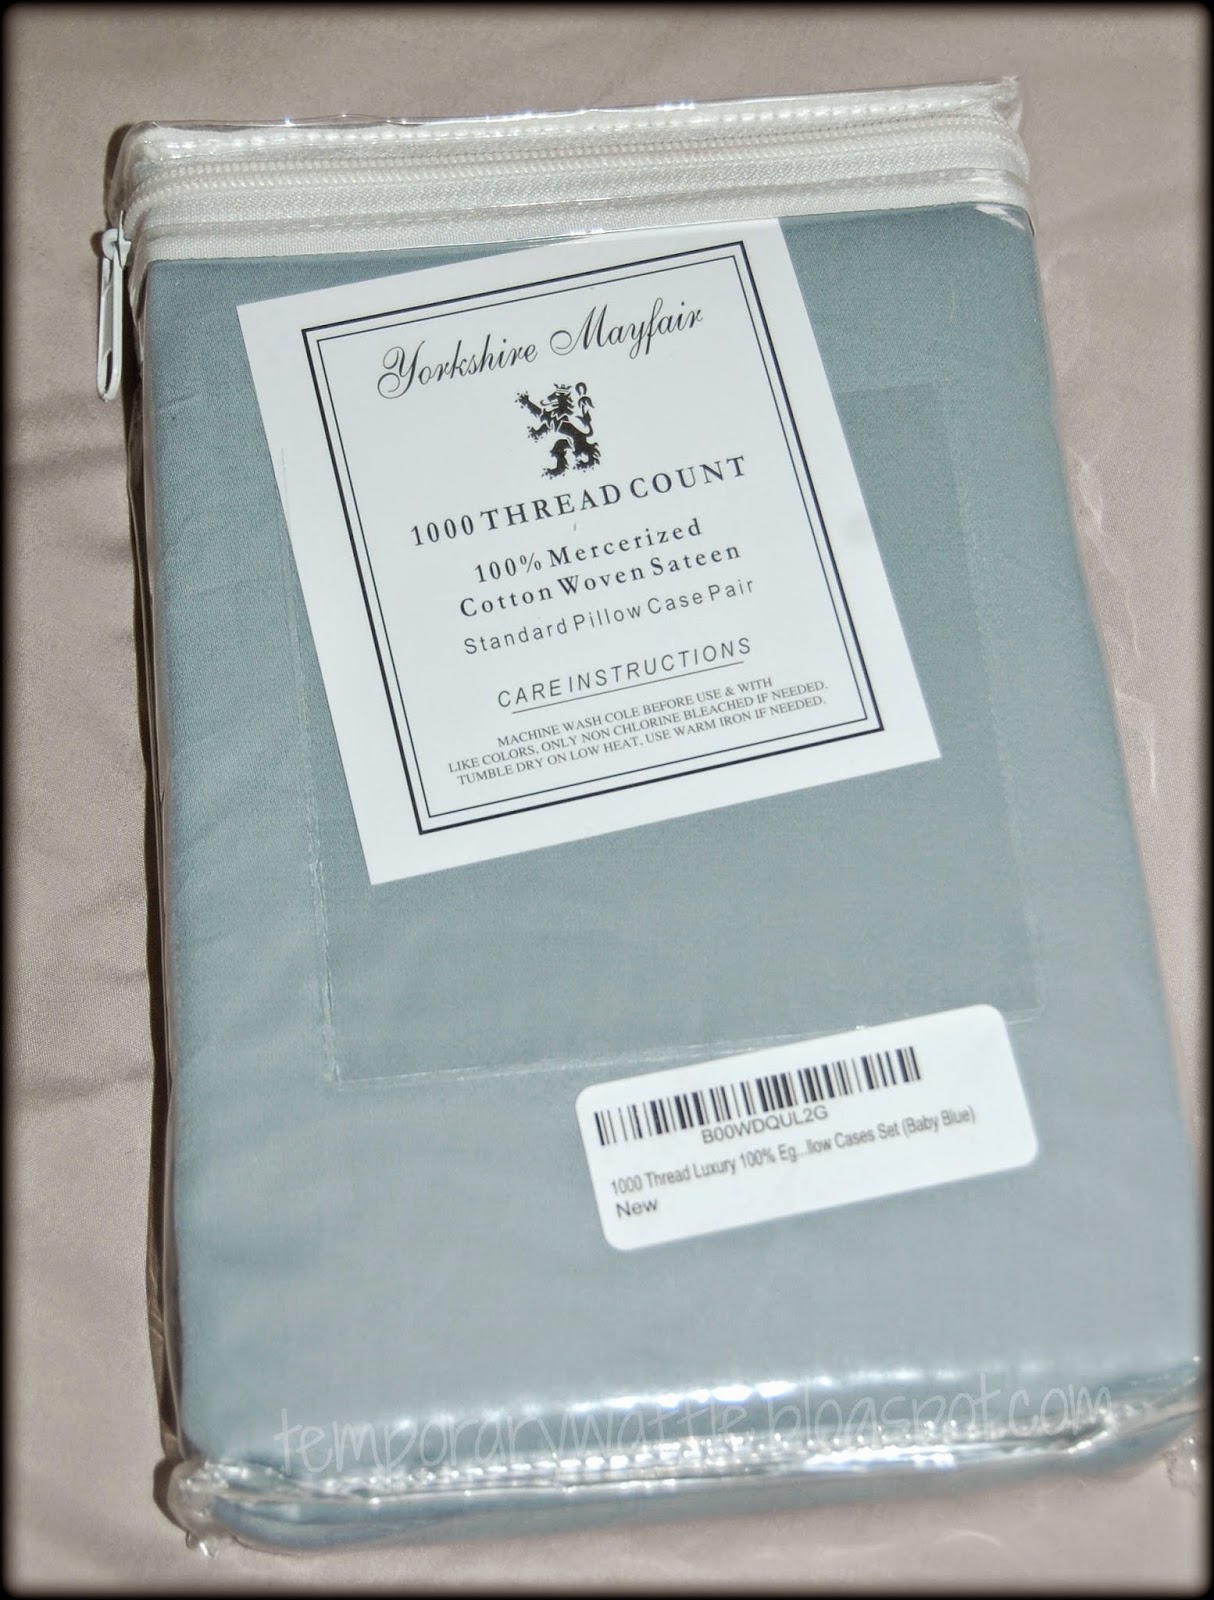 Yorkshire Mayfair
1000 THREAD COUNT
100% Mercerized
Cotton Woven Sateen
Standard Pillow Case Pair
CARE INSTRUCTIONS
MACHINE WASH COLE BEFORE USE & WITH
LIKE COLORS, ONLY NON CHLORINE BLEACHED IF NEEDED.
TUMBLE DRY ON LOW HEAT, USE WARM IRON IF NEEDED.
B00WDQUL2G
1000 Thread Luxury 100% Eg...llow Cases Set (Baby Blue)
New
temporarywaffle.blogspot.com